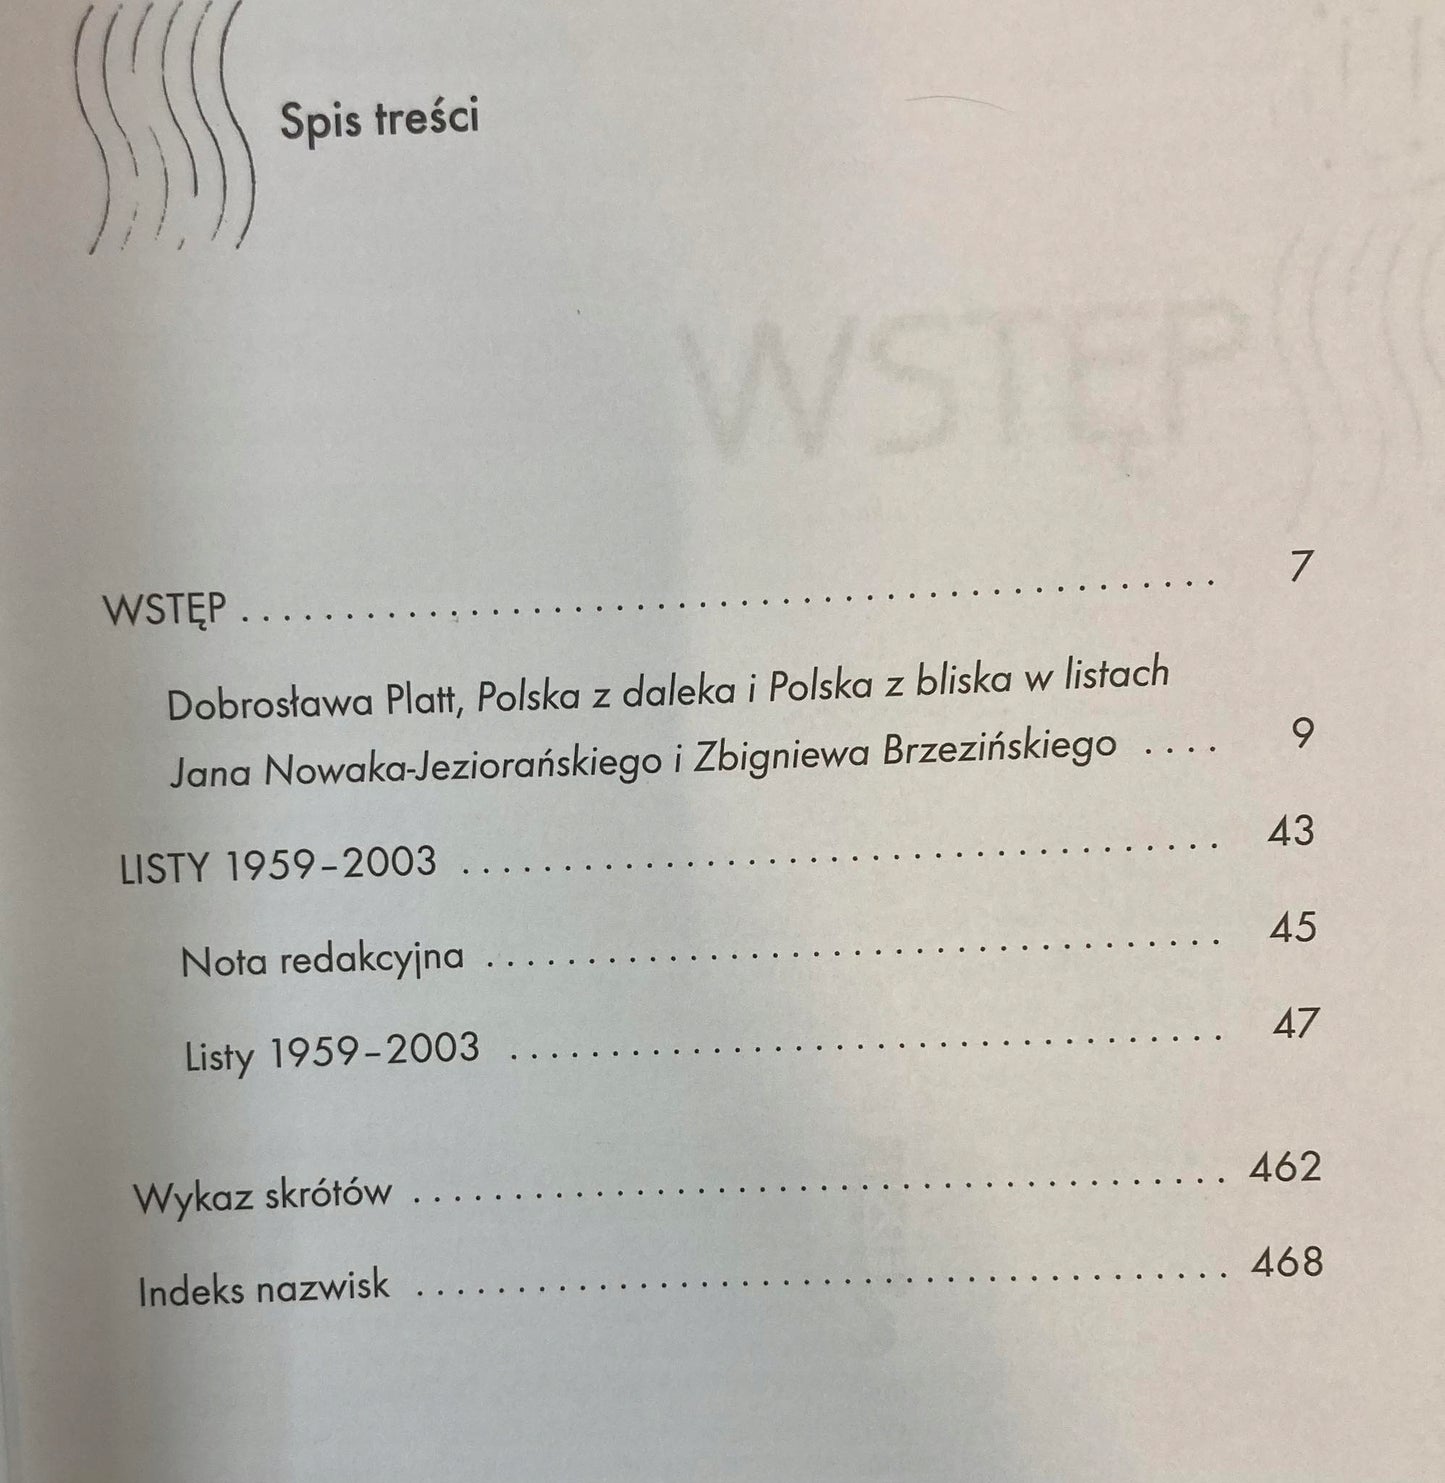 Spis treści
WSTĘP
WSTĘP . . . . . . . . . . . . . . . . . . . . . . . . . . . . . . . . . . . . . . . . . . . . . . . . 7
Dobrosława Platt, Polska z daleka i Polska z bliska w listach
Jana Nowaka-Jeziorańskiego i Zbigniewa Brzezińskiego . . . . 9
LISTY 1959–2003 . . . . . . . . . . . . . . . . . . . . . . . . . . . . . . . . . . . . . 43
Nota redakcyjna . . . . . . . . . . . . . . . . . . . . . . . . . . . . . . . . . . . . 45
Listy 1959–2003 . . . . . . . . . . . . . . . . . . . . . . . . . . . . . . . . . . . 47
Wykaz skrótów . . . . . . . . . . . . . . . . . . . . . . . . . . . . . . . . . . . . . . . . 462
Indeks nazwisk . . . . . . . . . . . . . . . . . . . . . . . . . . . . . . . . . . . . . . . . 468